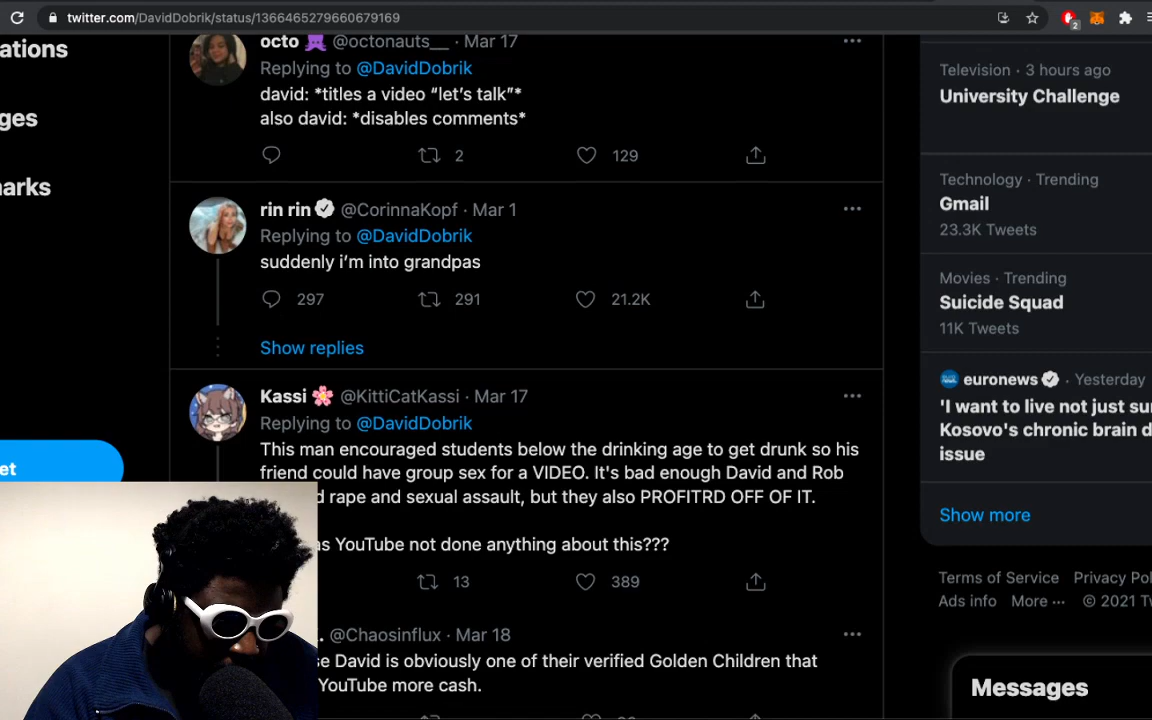 twitter.com/DavidDobrik/status/1366465279660679169
2
ations
ges
arks
et
octo @octonauts__ · Mar 17
Replying to @DavidDobrik
david: *titles a video “let’s talk”*
also david: *disables comments*
2 129
rin rin @CorinnaKopf · Mar 1
Replying to @DavidDobrik
suddenly i’m into grandpas
297 291 21.2K
Show replies
Kassi @KittiCatKassi · Mar 17
Replying to @DavidDobrik
This man encouraged students below the drinking age to get drunk so his
friend could have group sex for a VIDEO. It's bad enough David and Rob
d rape and sexual assault, but they also PROFITRD OFF OF IT.
as YouTube not done anything about this???
13 389
. @Chaosinflux · Mar 18
se David is obviously one of their verified Golden Children that
YouTube more cash.
Television · 3 hours ago
University Challenge
Technology · Trending
Gmail
23.3K Tweets
Movies · Trending
Suicide Squad
11K Tweets
euronews · Yesterday
'I want to live not just sur
Kosovo's chronic brain d
issue
Show more
Terms of Service Privacy Pol
Ads info More ··· © 2021 Tw
Messages